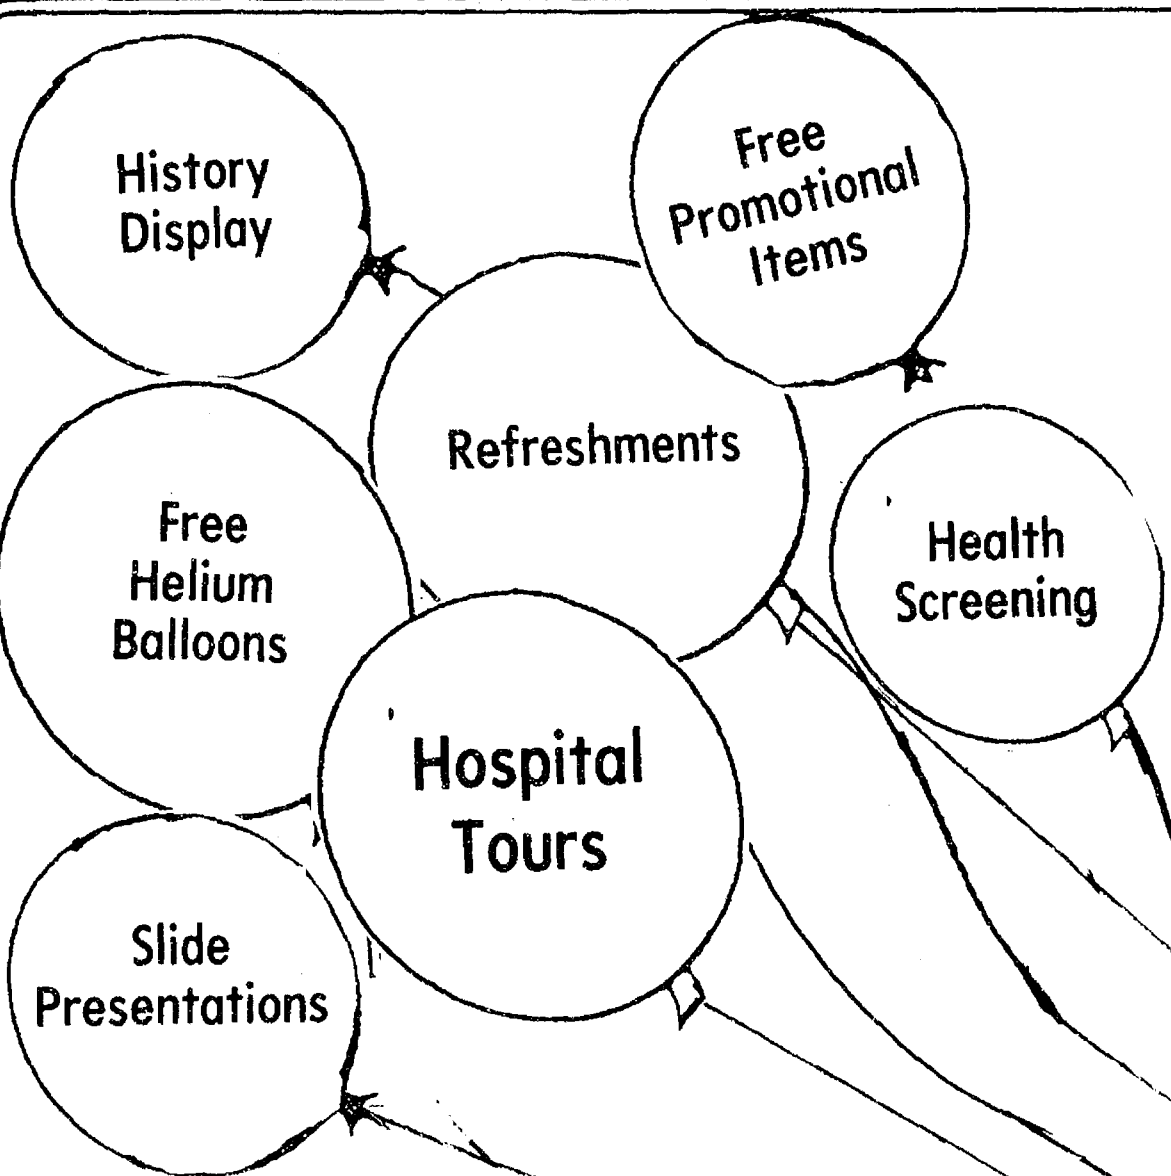 History
Display
Free
Promotional
Items
Refreshments
Health
Screening
Free
Helium
Balloons
Hospital
Tours
Slide
Presentations